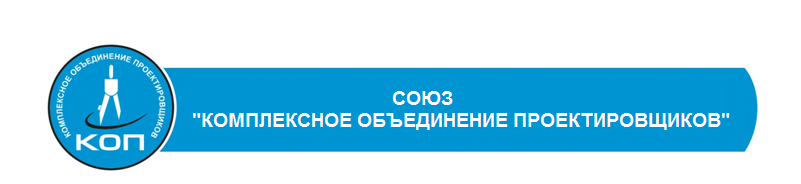 КОМПЛЕКСНОЕ ОБЪЕДИНЕНИЕ ПРОЕКТИРОВЩИКОВ
КОП
СОЮЗ
"КОМПЛЕКСНОЕ ОБЪЕДИНЕНИЕ ПРОЕКТИРОВЩИКОВ"